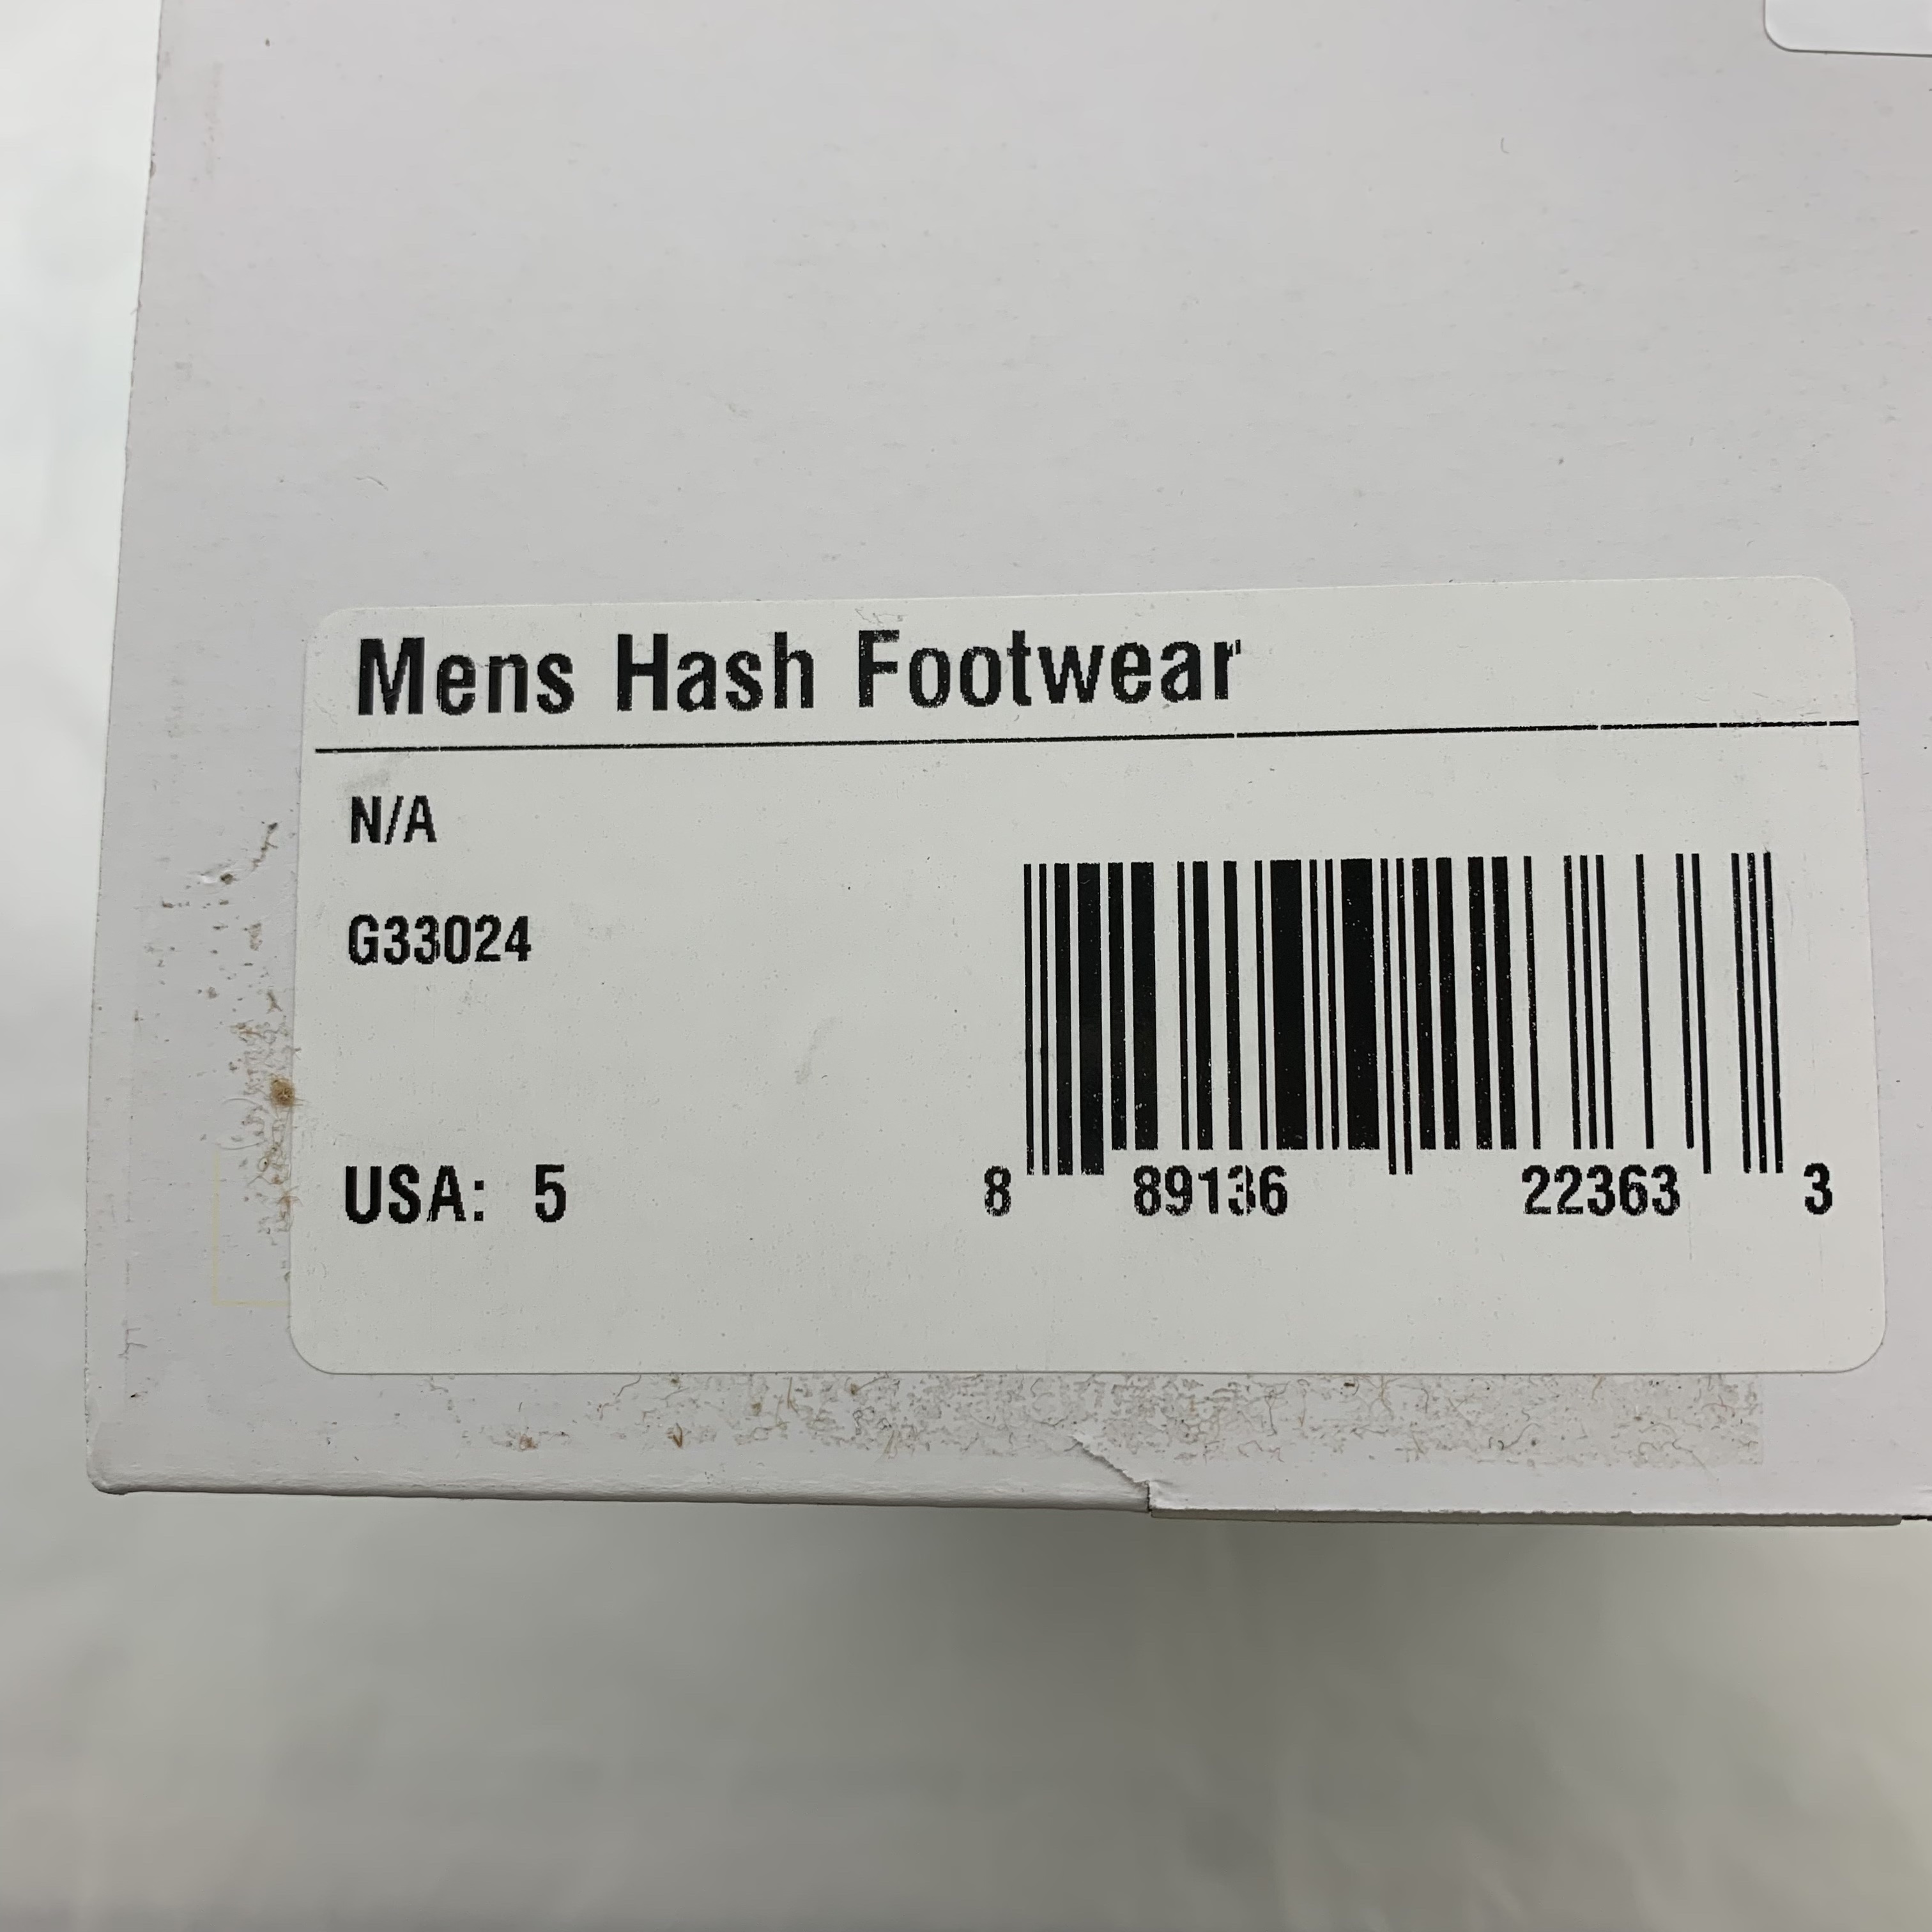 Mens Hash Footwear
N/A
G33024
USA: 5
8 89136 22363 3